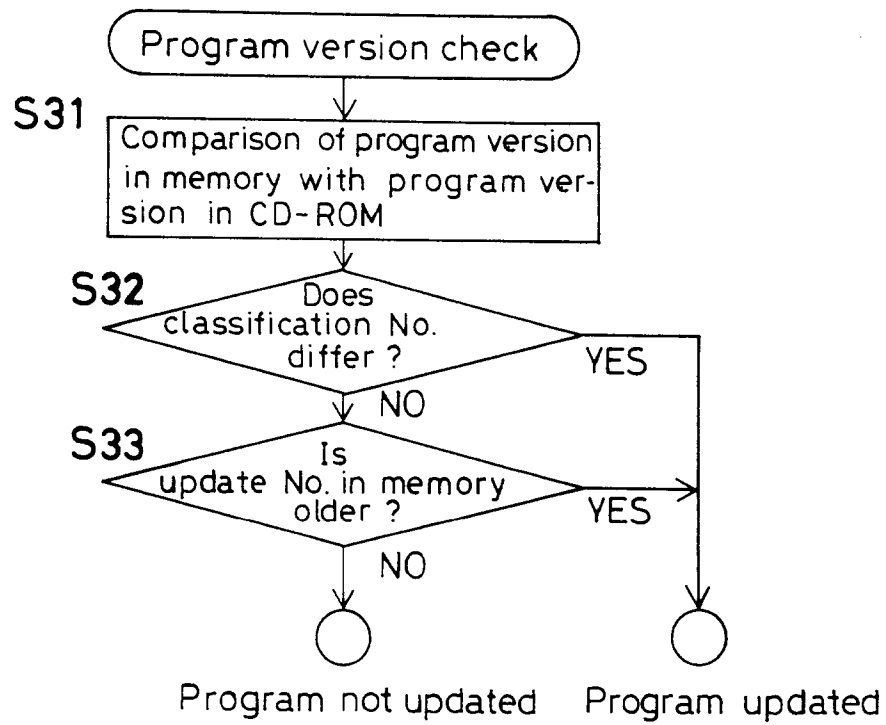 Program version check
S31
Comparison of program version
in memory with program ver-
sion in CD-ROM
S32
Does
classification No.
differ ?
YES
NO
S33
Is
update No. in memory
older ?
YES
NO
Program not updated
Program updated